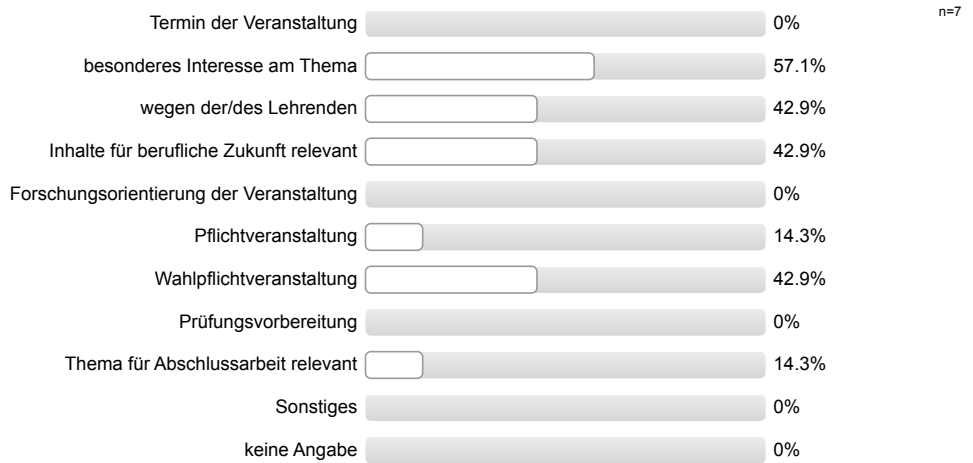 n=7
Termin der Veranstaltung 0%
besonderes Interesse am Thema 57.1%
wegen der/des Lehrenden 42.9%
Inhalte für berufliche Zukunft relevant 42.9%
Forschungsorientierung der Veranstaltung 0%
Pflichtveranstaltung 14.3%
Wahlpflichtveranstaltung 42.9%
Prüfungsvorbereitung 0%
Thema für Abschlussarbeit relevant 14.3%
Sonstiges 0%
keine Angabe 0%